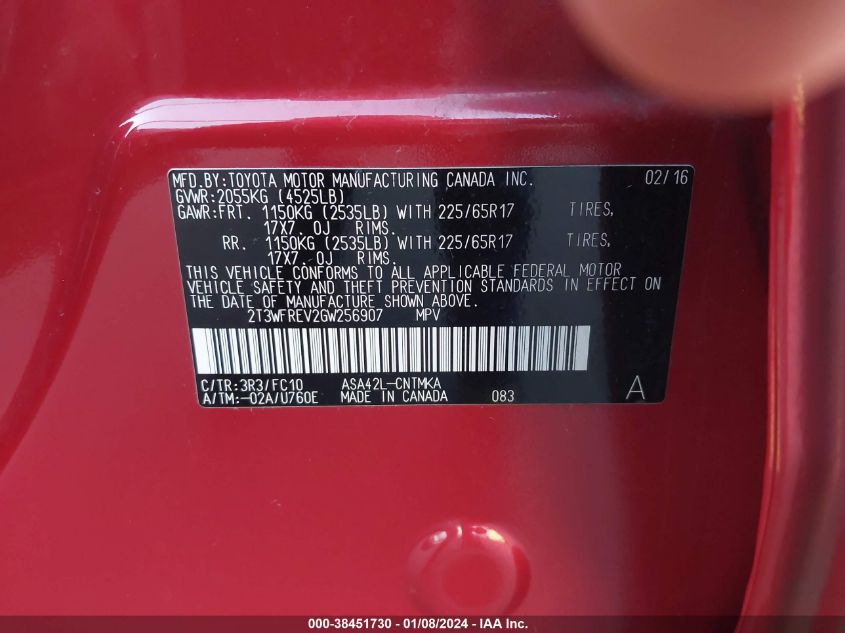 MFD.BY:TOYOTA MOTOR MANUFACTURING CANADA INC. 02/16
GVWR:2055KG (4525LB)
GAWR:FRT. 1150KG (2535LB) WITH 225/65R17 TIRES,
17X7. 0J RIMS.
RR. 1150KG (2535LB) WITH 225/65R17 TIRES,
17X7. 0J RIMS.
THIS VEHICLE CONFORMS TO ALL APPLICABLE FEDERAL MOTOR
VEHICLE SAFETY AND THEFT PREVENTION STANDARDS IN EFFECT ON
THE DATE OF MANUFACTURE SHOWN ABOVE.
2T3WFREV2GW256907 MPV
C/TR:3R3/FC10 ASA42L-CNTMKA
A/TM:-02A/U760E MADE IN CANADA 083 A
000-38451730 - 01/08/2024 - IAA Inc.